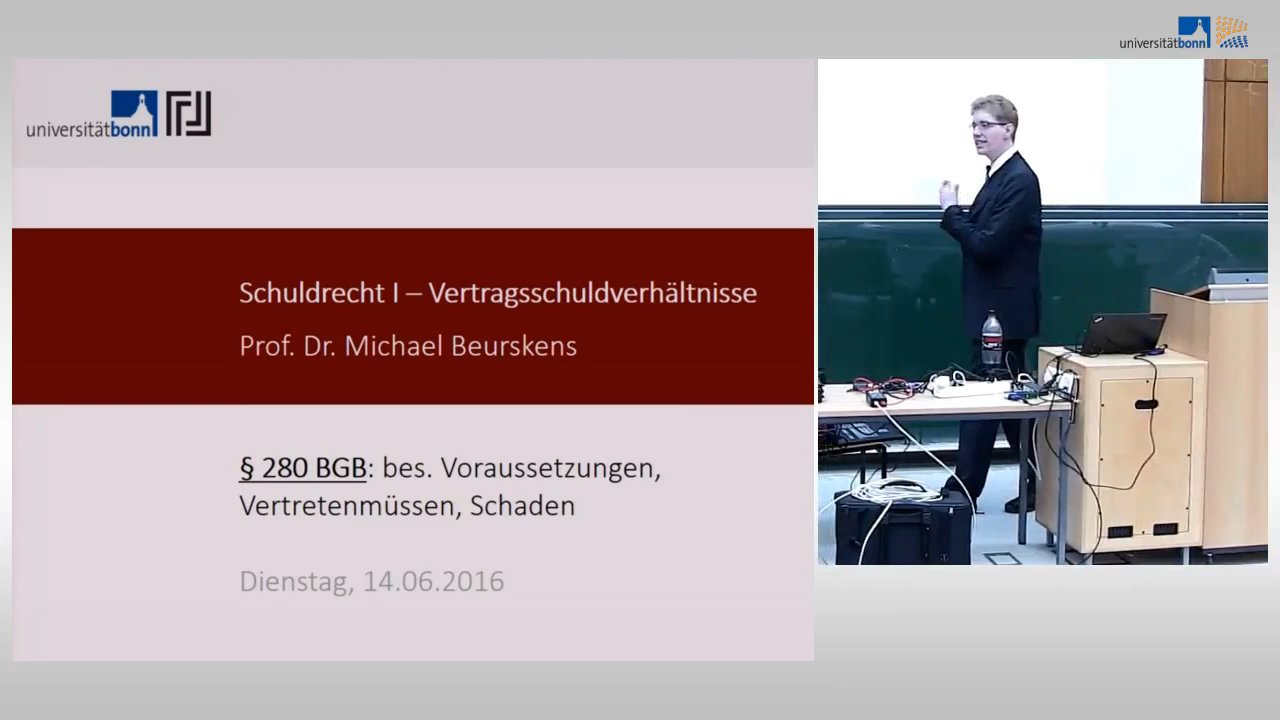 universitätbonn
universitätbonn
Schuldrecht I – Vertragsschuldverhältnisse
Prof. Dr. Michael Beurskens
§ 280 BGB: bes. Voraussetzungen,
Vertretenmüssen, Schaden
Dienstag, 14.06.2016